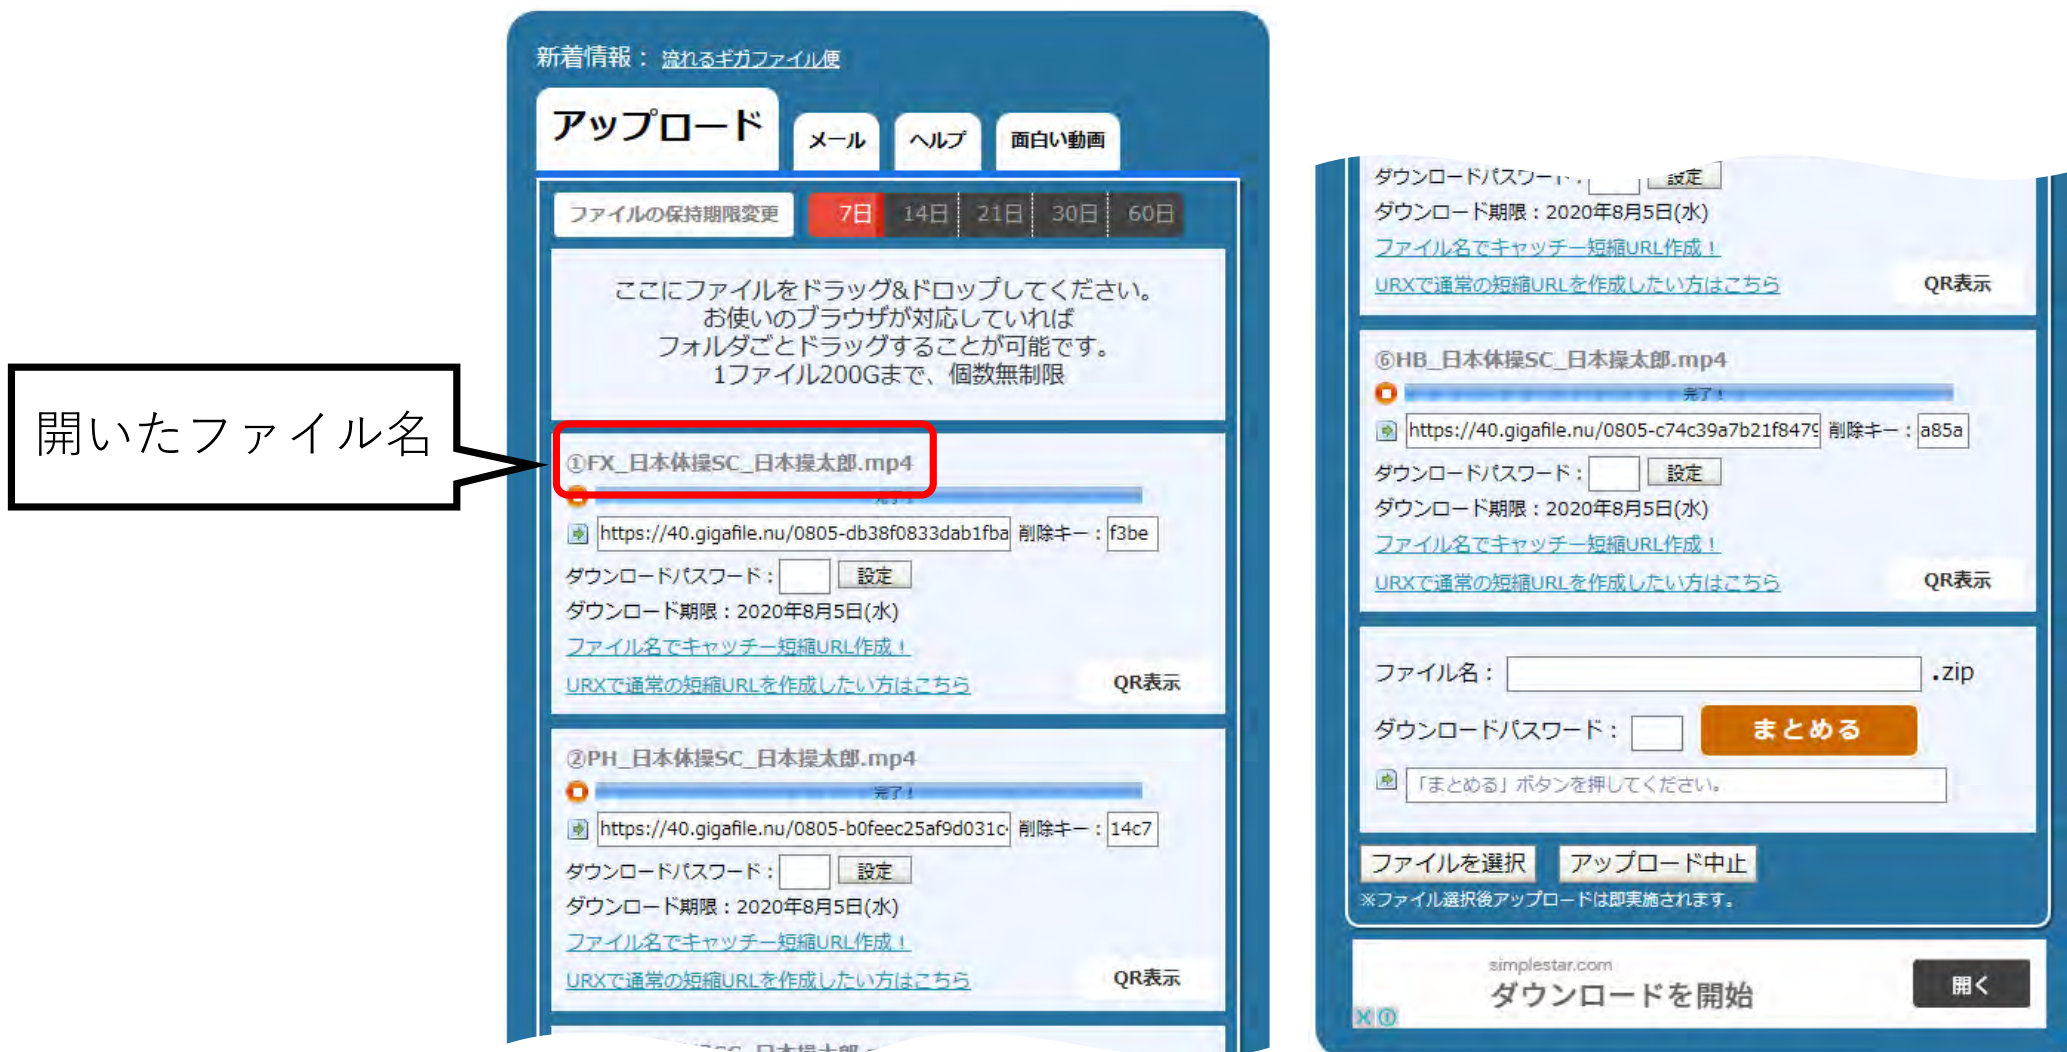 開いたファイル名
新着情報： 流れるギガファイル便
アップロード
メール
ヘルプ
面白い動画
ファイルの保持期限変更
7日
14日
21日
30日
60日
ここにファイルをドラッグ&ドロップしてください。
お使いのブラウザが対応していれば
フォルダごとドラッグすることが可能です。
1ファイル200Gまで、個数無制限
①FX_日本体操SC_日本操太郎.mp4
完了！
https://40.gigafile.nu/0805-db38f0833dab1fba 削除キー：f3be
ダウンロードパスワード： 設定
ダウンロード期限：2020年8月5日(水)
ファイル名でキャッチー短縮URL作成！
URXで通常の短縮URLを作成したい方はこちら
QR表示
②PH_日本体操SC_日本操太郎.mp4
完了！
https://40.gigafile.nu/0805-b0feec25af9d031c 削除キー：14c7
ダウンロードパスワード： 設定
ダウンロード期限：2020年8月5日(水)
ファイル名でキャッチー短縮URL作成！
URXで通常の短縮URLを作成したい方はこちら
QR表示
ダウンロードパスワード： 設定
ダウンロード期限：2020年8月5日(水)
ファイル名でキャッチー短縮URL作成！
URXで通常の短縮URLを作成したい方はこちら
QR表示
⑥HB_日本体操SC_日本操太郎.mp4
完了！
https://40.gigafile.nu/0805-c74c39a7b21f8479 削除キー：a85a
ダウンロードパスワード： 設定
ダウンロード期限：2020年8月5日(水)
ファイル名でキャッチー短縮URL作成！
URXで通常の短縮URLを作成したい方はこちら
QR表示
ファイル名： .zip
ダウンロードパスワード： まとめる
「まとめる」ボタンを押してください。
ファイルを選択
アップロード中止
※ファイル選択後アップロードは即実施されます。
simplestar.com
ダウンロードを開始
開く